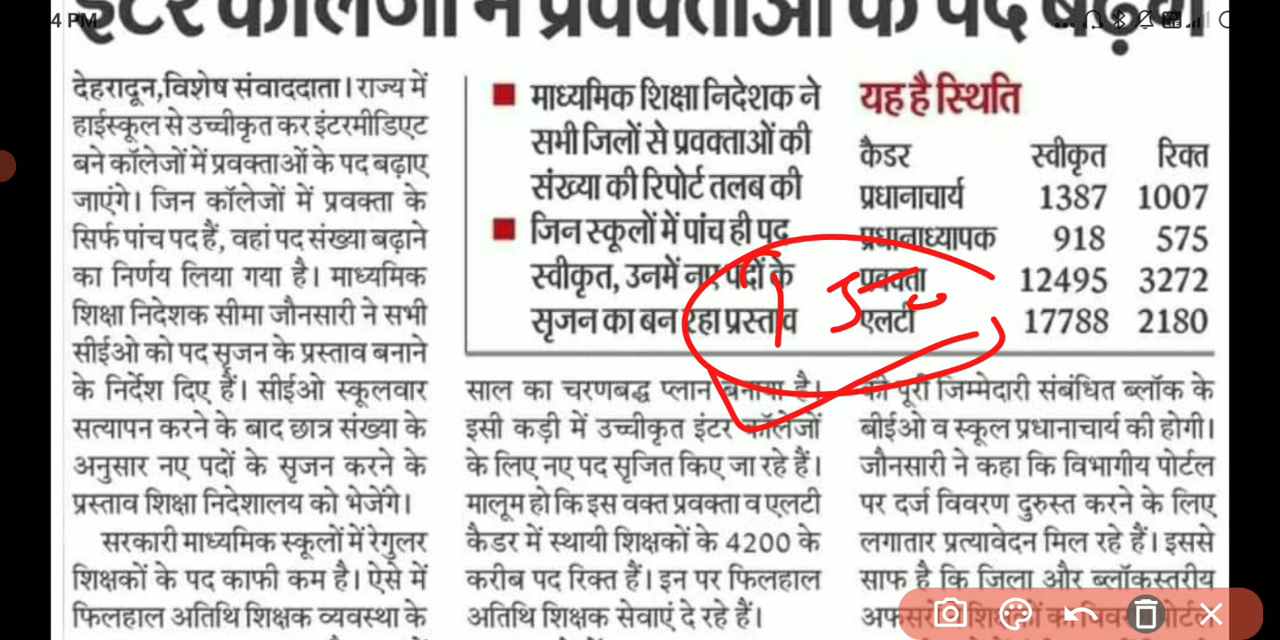 4 PM
इंटर कॉलेजों में प्रवक्ताओं के पद बढ़ेंगे
देहरादून, विशेष संवाददाता। राज्य में
हाईस्कूल से उच्चीकृत कर इंटरमीडिएट
बने कॉलेजों में प्रवक्ताओं के पद बढ़ाए
जाएंगे। जिन कॉलेजों में प्रवक्ता के
सिर्फ पांच पद हैं, वहां पद संख्या बढ़ाने
का निर्णय लिया गया है। माध्यमिक
शिक्षा निदेशक सीमा जौनसारी ने सभी
सीईओ को पद सृजन के प्रस्ताव बनाने
के निर्देश दिए हैं। सीईओ स्कूलवार
सत्यापन करने के बाद छात्र संख्या के
अनुसार नए पदों के सृजन करने के
प्रस्ताव शिक्षा निदेशालय को भेजेंगे।
सरकारी माध्यमिक स्कूलों में रेगुलर
शिक्षकों के पद काफी कम है। ऐसे में
फिलहाल अतिथि शिक्षक व्यवस्था के
माध्यमिक शिक्षा निदेशक ने
सभी जिलों से प्रवक्ताओं की
संख्या की रिपोर्ट तलब की
जिन स्कूलों में पांच ही पद
स्वीकृत, उनमें नए पदों के
सृजन का बन रहा प्रस्ताव
यह है स्थिति
कैडर स्वीकृत रिक्त
प्रधानाचार्य 1387 1007
प्रधानाध्यापक 918 575
प्रवक्ता 12495 3272
एलटी 17788 2180
साल का चरणबद्ध प्लान बनाया है।
इसी कड़ी में उच्चीकृत इंटर कॉलेजों
के लिए नए पद सृजित किए जा रहे हैं।
मालूम हो कि इस वक्त प्रवक्ता व एलटी
कैडर में स्थायी शिक्षकों के 4200 के
करीब पद रिक्त हैं। इन पर फिलहाल
अतिथि शिक्षक सेवाएं दे रहे हैं।
की पूरी जिम्मेदारी संबंधित ब्लॉक के
बीईओ व स्कूल प्रधानाचार्य की होगी।
जौनसारी ने कहा कि विभागीय पोर्टल
पर दर्ज विवरण दुरुस्त करने के लिए
लगातार प्रत्यावेदन मिल रहे हैं। इससे
साफ है कि जिला और ब्लॉकस्तरीय